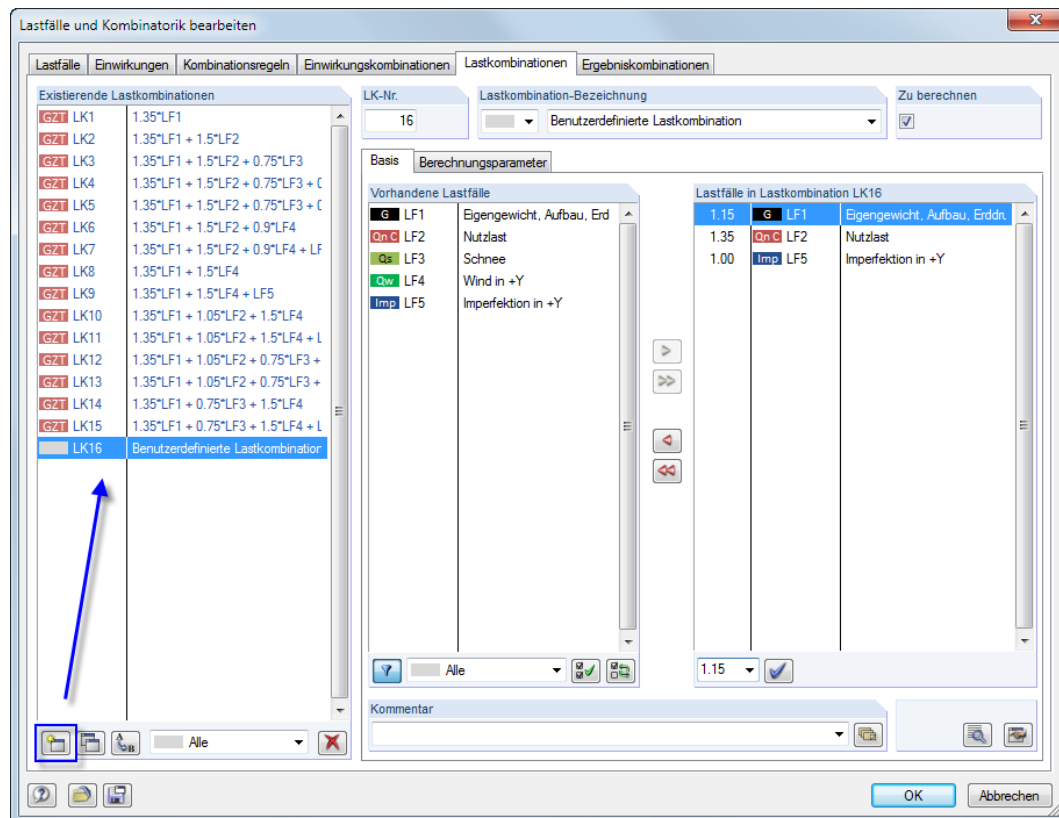 Lastfälle und Kombinatorik bearbeiten
Lastfälle Einwirkungen Kombinationsregeln Einwirkungskombinationen Lastkombinationen Ergebniskombinationen
Existierende Lastkombinationen
GZT LK1 1.35*LF1
GZT LK2 1.35*LF1 + 1.5*LF2
GZT LK3 1.35*LF1 + 1.5*LF2 + 0.75*LF3
GZT LK4 1.35*LF1 + 1.5*LF2 + 0.75*LF3 +
GZT LK5 1.35*LF1 + 1.5*LF2 + 0.75*LF3 +
GZT LK6 1.35*LF1 + 1.5*LF2 + 0.9*LF4
GZT LK7 1.35*LF1 + 1.5*LF2 + 0.9*LF4 + LF
GZT LK8 1.35*LF1 + 1.5*LF4
GZT LK9 1.35*LF1 + 1.5*LF4 + LF5
GZT LK10 1.35*LF1 + 1.05*LF2 + 1.5*LF4
GZT LK11 1.35*LF1 + 1.05*LF2 + 1.5*LF4 + L
GZT LK12 1.35*LF1 + 1.05*LF2 + 0.75*LF3 +
GZT LK13 1.35*LF1 + 1.05*LF2 + 0.75*LF3 +
GZT LK14 1.35*LF1 + 0.75*LF3 + 1.5*LF4
GZT LK15 1.35*LF1 + 0.75*LF3 + 1.5*LF4 + L
LK16 Benutzerdefinierte Lastkombination
Alle
LK-Nr.
16
Lastkombination-Bezeichnung
Benutzerdefinierte Lastkombination
Zu berechnen
Basis Berechnungsparameter
Vorhandene Lastfälle
G LF1 Eigengewicht, Aufbau, Erd
Qn C LF2 Nutzlast
Qs LF3 Schnee
Qw LF4 Wind in +Y
Imp LF5 Imperfektion in +Y
Alle
Lastfälle in Lastkombination LK16
1.15 G LF1 Eigengewicht, Aufbau, Erddru
1.35 Qn C LF2 Nutzlast
1.00 Imp LF5 Imperfektion in +Y
1.15
Kommentar
OK Abbrechen